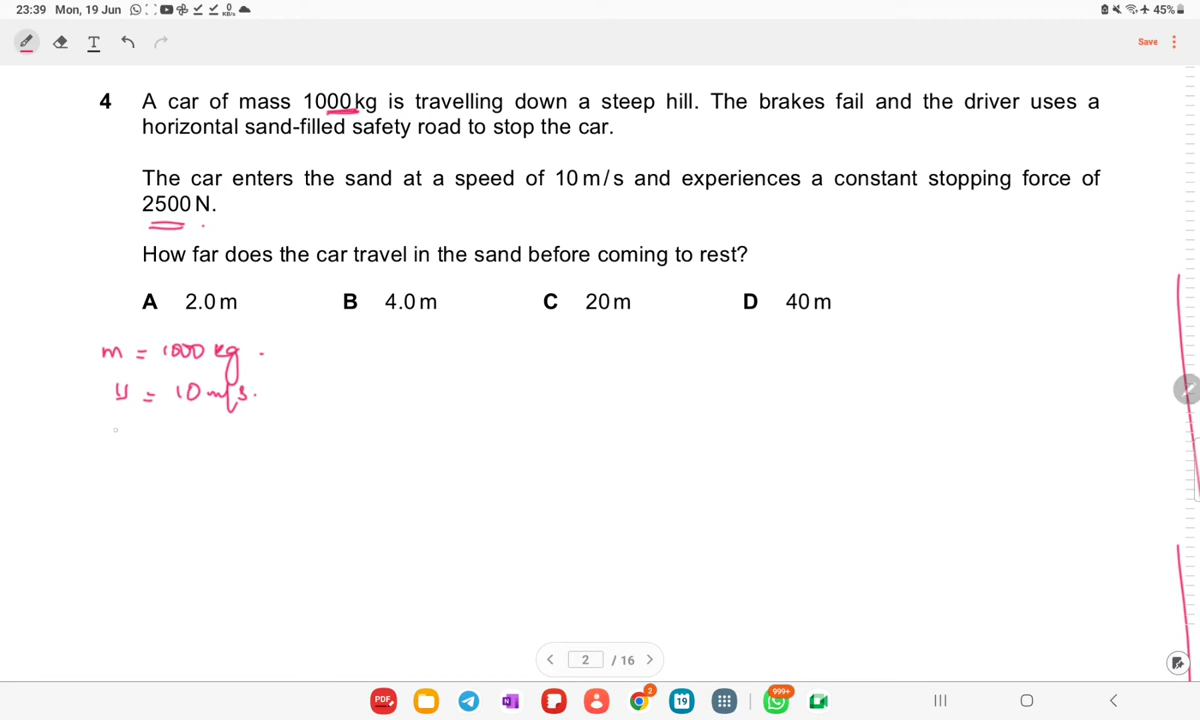 23:39 Mon, 19 Jun 0 KB/s 45%
T Save
4 A car of mass 1000 kg is travelling down a steep hill. The brakes fail and the driver uses a
horizontal sand-filled safety road to stop the car.
The car enters the sand at a speed of 10 m/s and experiences a constant stopping force of
2500 N.
How far does the car travel in the sand before coming to rest?
A 2.0 m B 4.0 m C 20 m D 40 m
m = 1000 kg.
u = 10 m/s.
2 / 16
PDF 2 19 999+